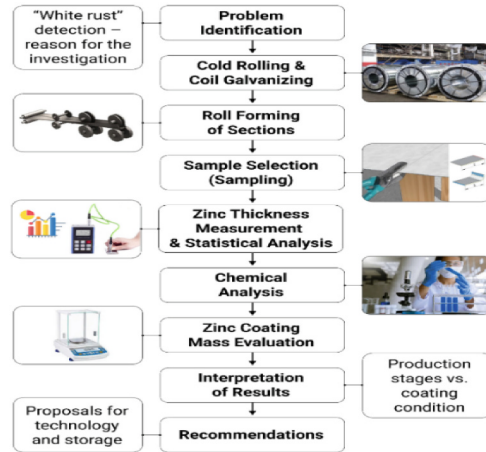 “White rust” 
detection –
reason for the
investigation
Problem
Identification
Cold Rolling &
Coil Galvanizing
Roll Forming
of Sections
Sample Selection
(Sampling)
Zinc Thickness
Measurement
& Statistical Analysis
Chemical
Analysis
Zinc Coating
Mass Evaluation
Interpretation
of Results
Production
stages vs.
coating
condition
Proposals for
technology
and storage
Recommendations